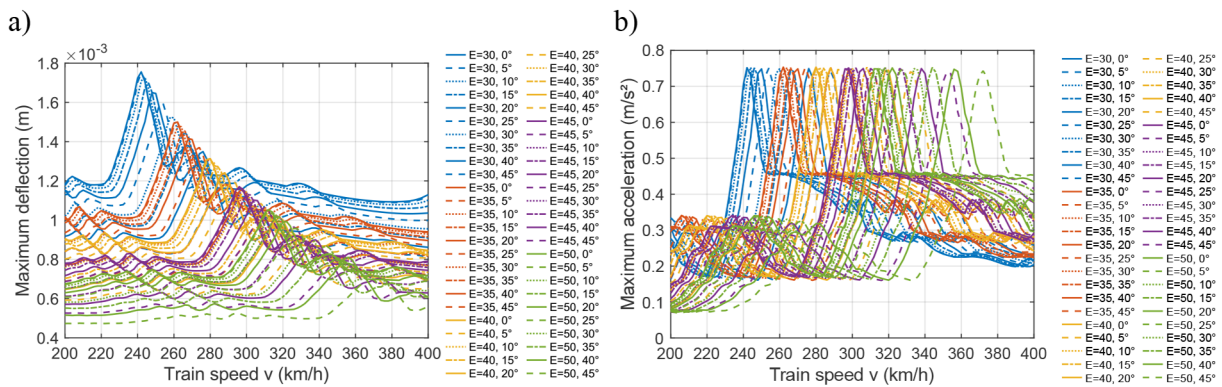 a)
×10⁻³
1.8
1.6
1.4
1.2
1
0.8
0.6
0.4
Maximum deflection (m)
200 220 240 260 280 300 320 340 360 380 400
Train speed v (km/h)
E=30, 0° E=40, 25°
E=30, 5° E=40, 30°
E=30, 10° E=40, 35°
E=30, 15° E=40, 40°
E=30, 20° E=40, 45°
E=30, 25° E=45, 0°
E=30, 30° E=45, 5°
E=30, 35° E=45, 10°
E=30, 40° E=45, 15°
E=30, 45° E=45, 20°
E=35, 0° E=45, 25°
E=35, 5° E=45, 30°
E=35, 10° E=45, 35°
E=35, 15° E=45, 40°
E=35, 20° E=45, 45°
E=35, 25° E=50, 0°
E=35, 30° E=50, 5°
E=35, 35° E=50, 10°
E=35, 40° E=50, 15°
E=35, 45° E=50, 20°
E=40, 0° E=50, 25°
E=40, 5° E=50, 30°
E=40, 10° E=50, 35°
E=40, 15° E=50, 40°
E=40, 20° E=50, 45°
b)
0.8
0.7
0.6
0.5
0.4
0.3
0.2
0.1
0
Maximum acceleration (m/s²)
200 220 240 260 280 300 320 340 360 380 400
Train speed v (km/h)
E=30, 0° E=40, 25°
E=30, 5° E=40, 30°
E=30, 10° E=40, 35°
E=30, 15° E=40, 40°
E=30, 20° E=40, 45°
E=30, 25° E=45, 0°
E=30, 30° E=45, 5°
E=30, 35° E=45, 10°
E=30, 40° E=45, 15°
E=30, 45° E=45, 20°
E=35, 0° E=45, 25°
E=35, 5° E=45, 30°
E=35, 10° E=45, 35°
E=35, 15° E=45, 40°
E=35, 20° E=45, 45°
E=35, 25° E=50, 0°
E=35, 30° E=50, 5°
E=35, 35° E=50, 10°
E=35, 40° E=50, 15°
E=35, 45° E=50, 20°
E=40, 0° E=50, 25°
E=40, 5° E=50, 30°
E=40, 10° E=50, 35°
E=40, 15° E=50, 40°
E=40, 20° E=50, 45°